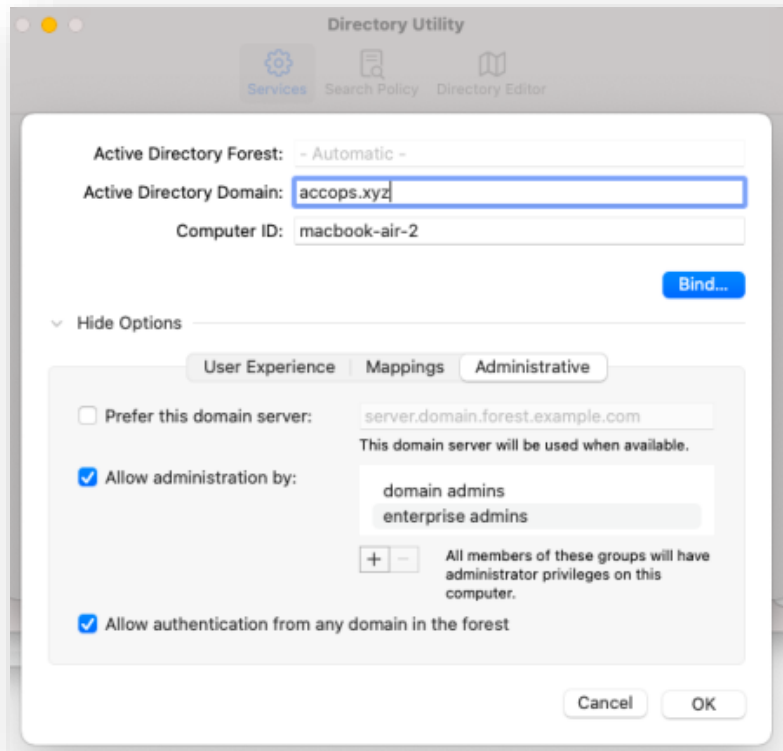 Directory Utility
Services Search Policy Directory Editor
Active Directory Forest: - Automatic -
Active Directory Domain: accops.xyz
Computer ID: macbook-air-2
Bind...
Hide Options
User Experience Mappings Administrative
Prefer this domain server: server.domain.forest.example.com
This domain server will be used when available.
Allow administration by:
domain admins
enterprise admins
+ − All members of these groups will have
administrator privileges on this
computer.
Allow authentication from any domain in the forest
Cancel OK